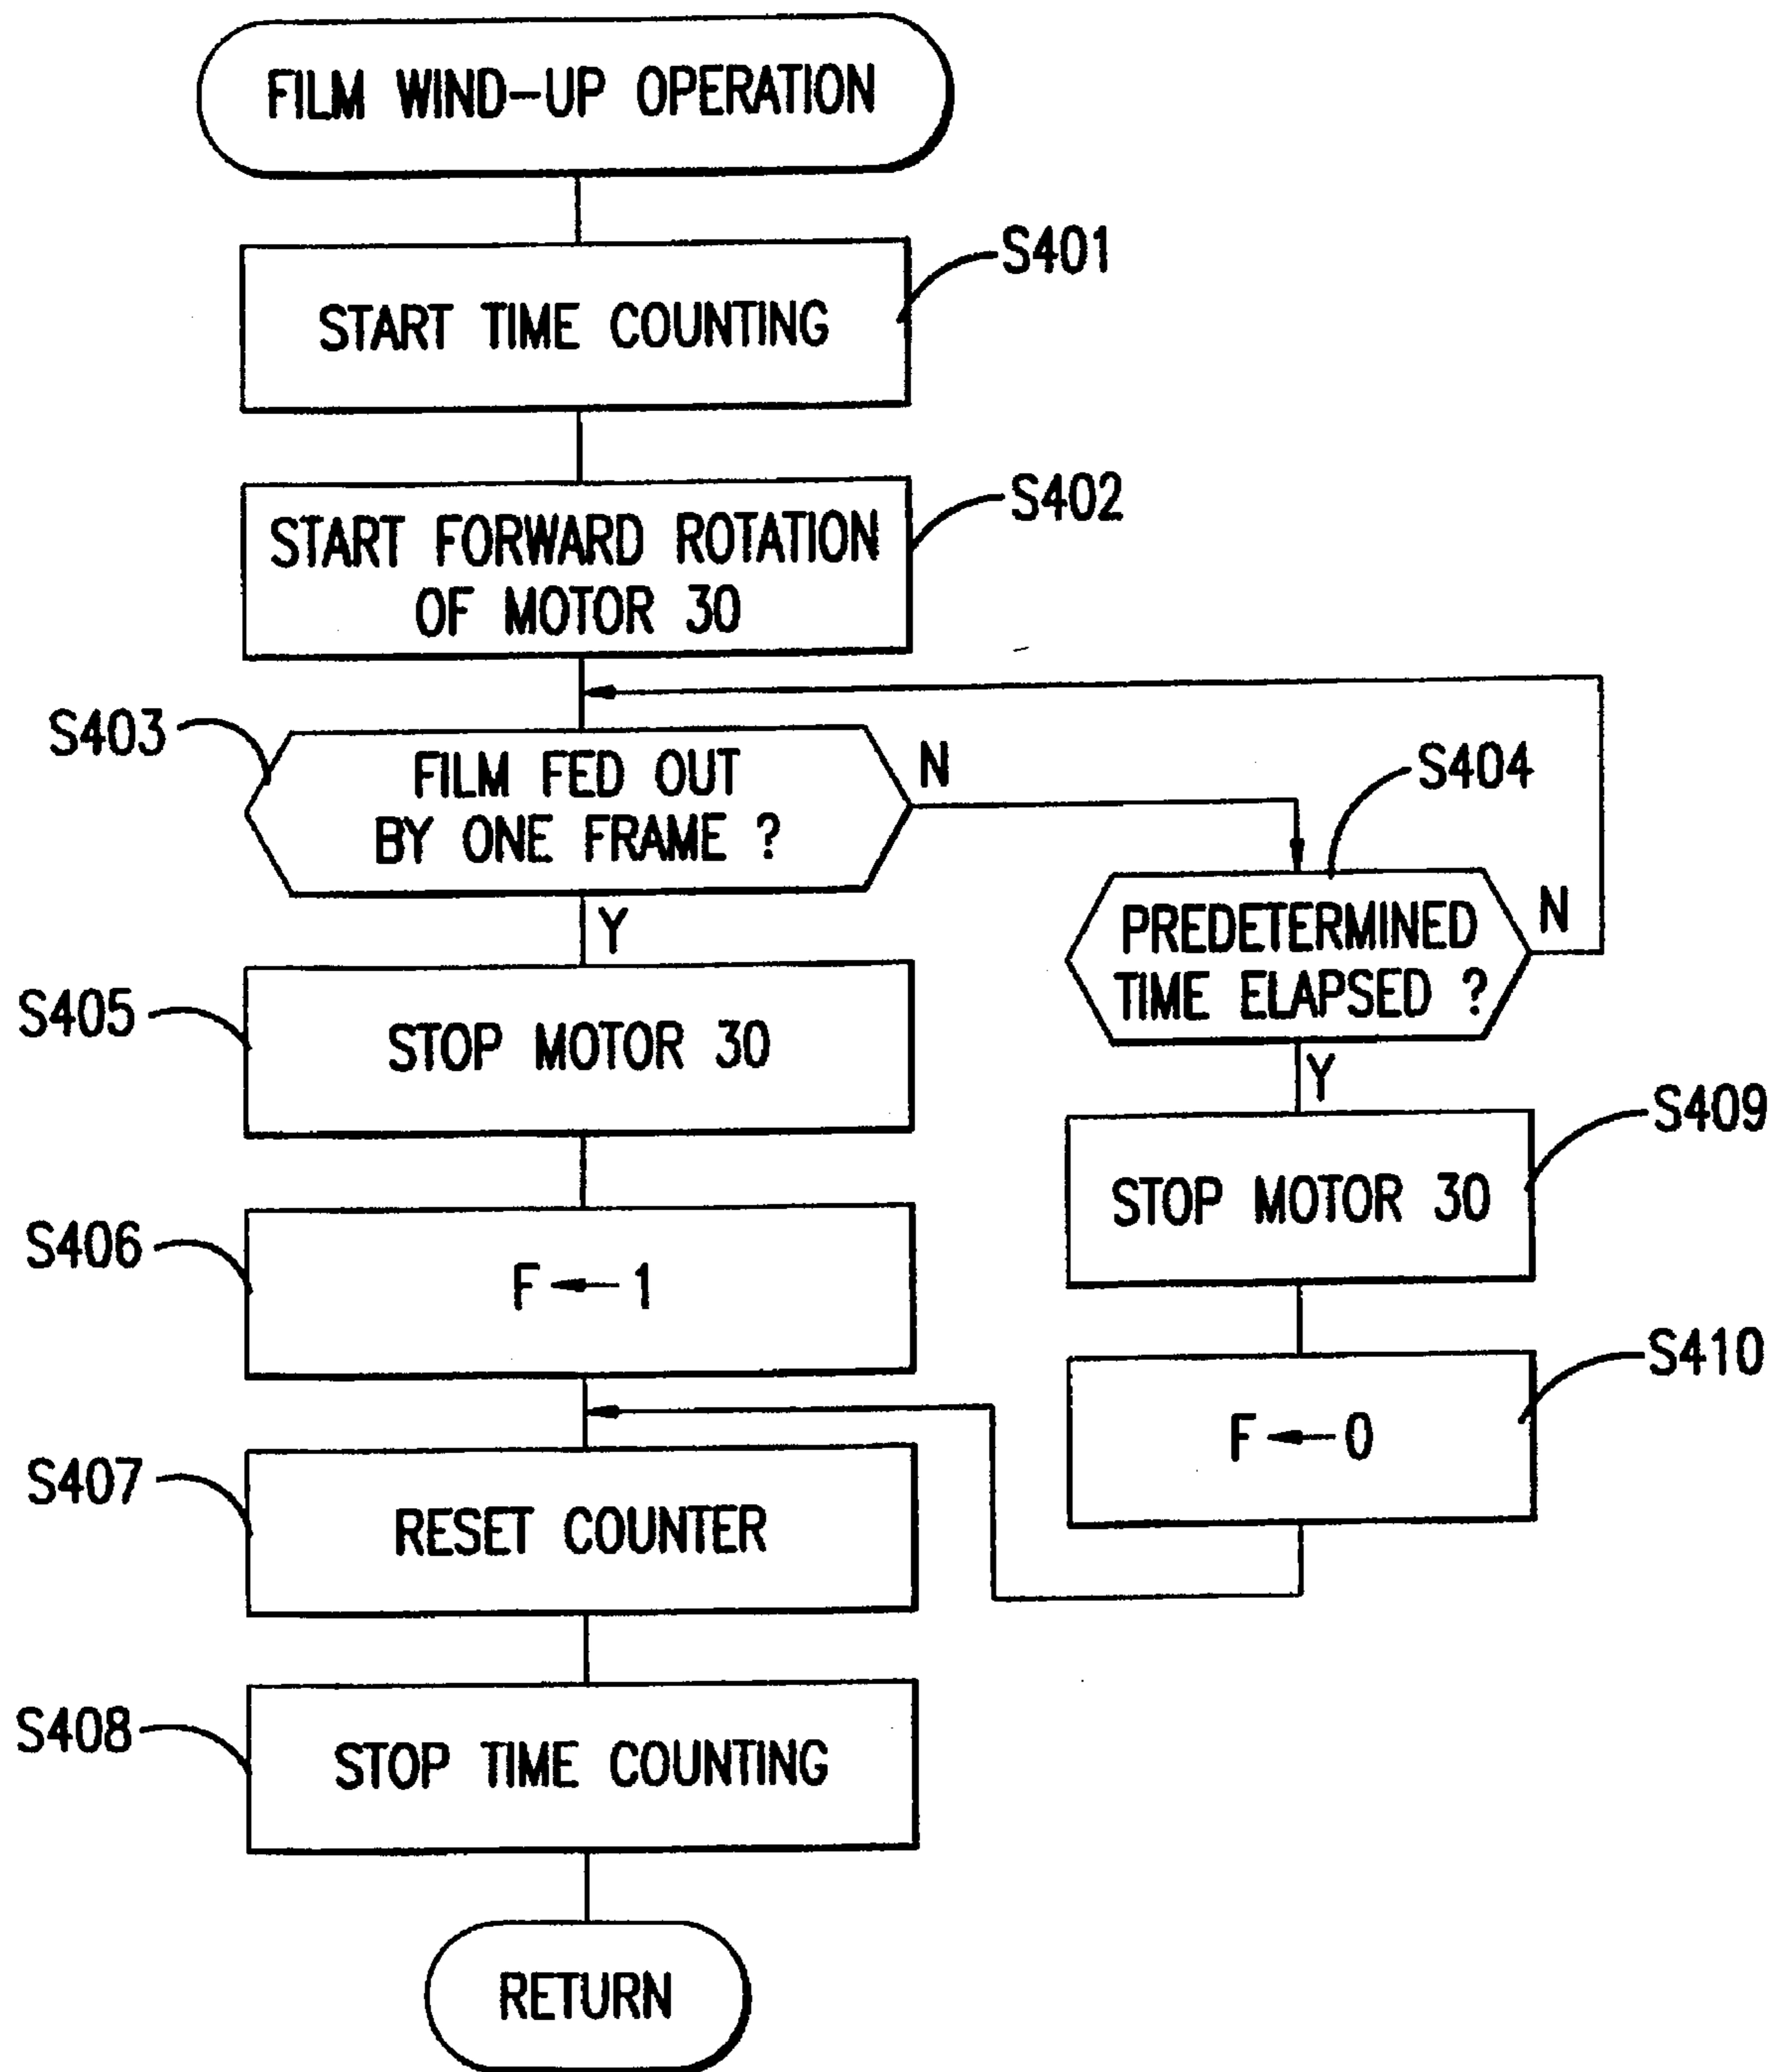 FILM WIND-UP OPERATION
S401
START TIME COUNTING
S402
START FORWARD ROTATION
OF MOTOR 30
S403
FILM FED OUT
BY ONE FRAME ?
N
Y
S404
PREDETERMINED
TIME ELAPSED ?
N
Y
S405
STOP MOTOR 30
S409
STOP MOTOR 30
S406
F ← 1
S410
F ← 0
S407
RESET COUNTER
S408
STOP TIME COUNTING
RETURN